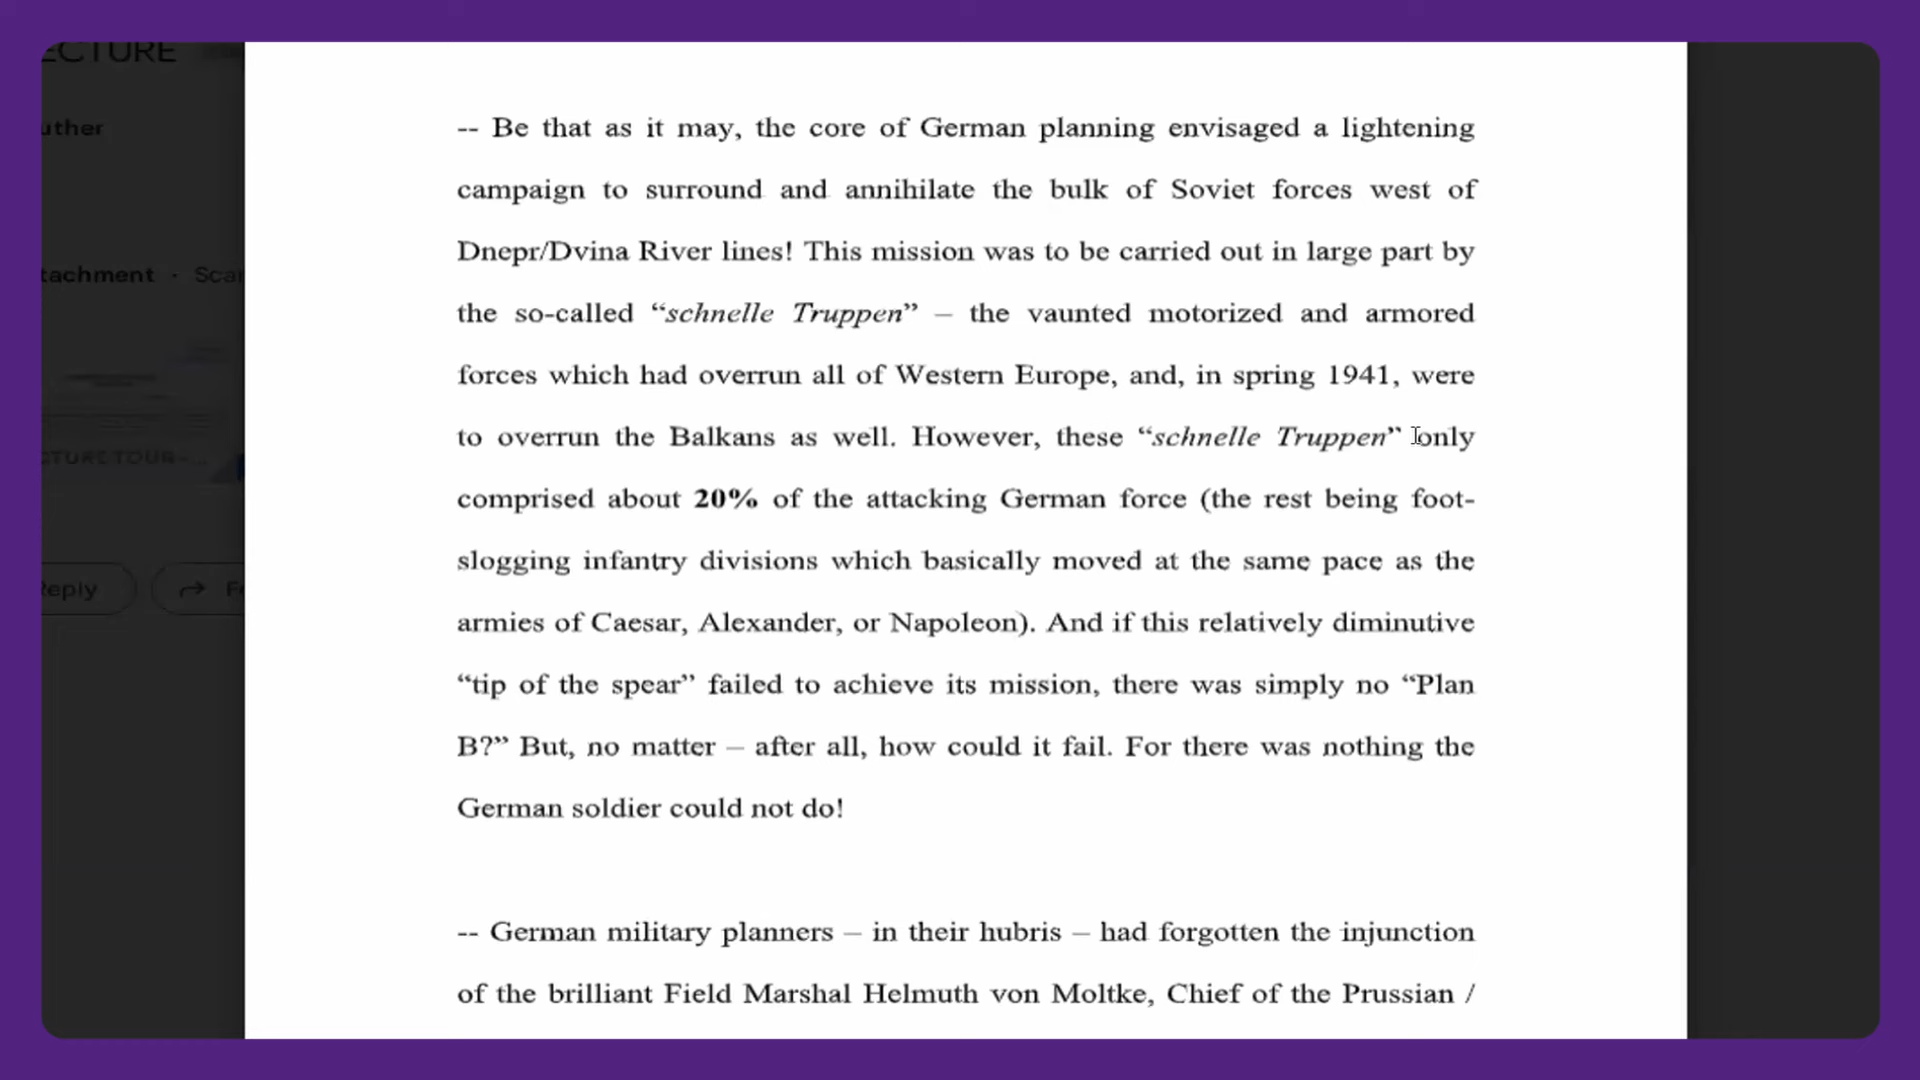 ECTURE
uther
tachment · Scan
CTURE TOUR –...
Reply
-- Be that as it may, the core of German planning envisaged a lightening
campaign to surround and annihilate the bulk of Soviet forces west of
Dnepr/Dvina River lines! This mission was to be carried out in large part by
the so-called “schnelle Truppen” – the vaunted motorized and armored
forces which had overrun all of Western Europe, and, in spring 1941, were
to overrun the Balkans as well. However, these “schnelle Truppen” only
comprised about 20% of the attacking German force (the rest being foot-
slogging infantry divisions which basically moved at the same pace as the
armies of Caesar, Alexander, or Napoleon). And if this relatively diminutive
“tip of the spear” failed to achieve its mission, there was simply no “Plan
B?” But, no matter – after all, how could it fail. For there was nothing the
German soldier could not do!
-- German military planners – in their hubris – had forgotten the injunction
of the brilliant Field Marshal Helmuth von Moltke, Chief of the Prussian /